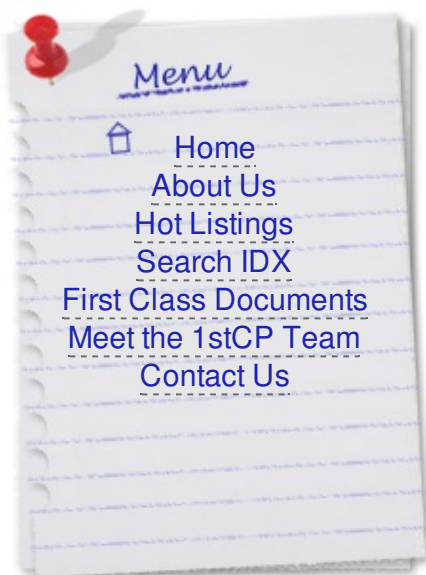 Menu
Home
About Us
Hot Listings
Search IDX
First Class Documents
Meet the 1stCP Team
Contact Us